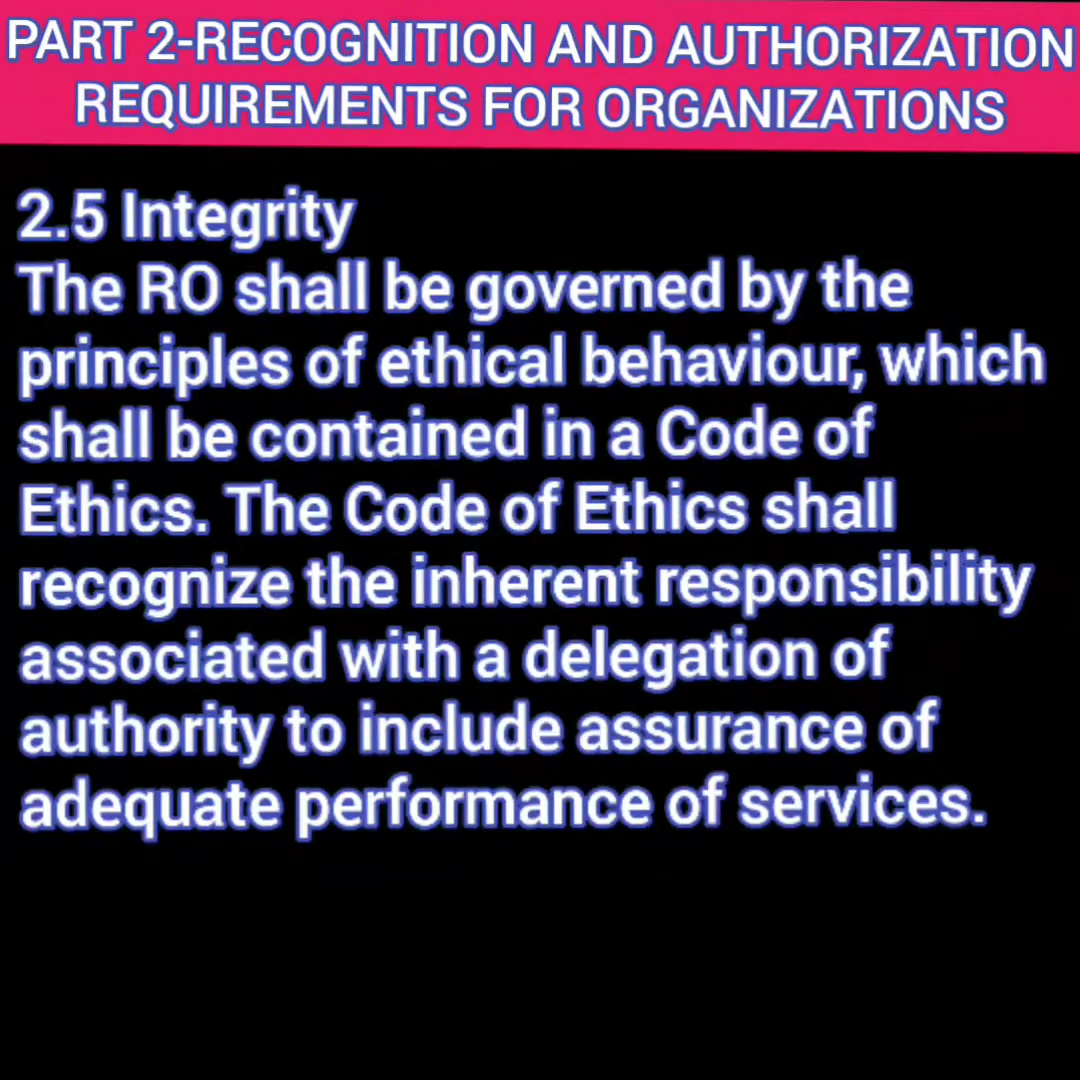 PART 2-RECOGNITION AND AUTHORIZATION
REQUIREMENTS FOR ORGANIZATIONS
2.5 Integrity
The RO shall be governed by the
principles of ethical behaviour, which
shall be contained in a Code of
Ethics. The Code of Ethics shall
recognize the inherent responsibility
associated with a delegation of
authority to include assurance of
adequate performance of services.